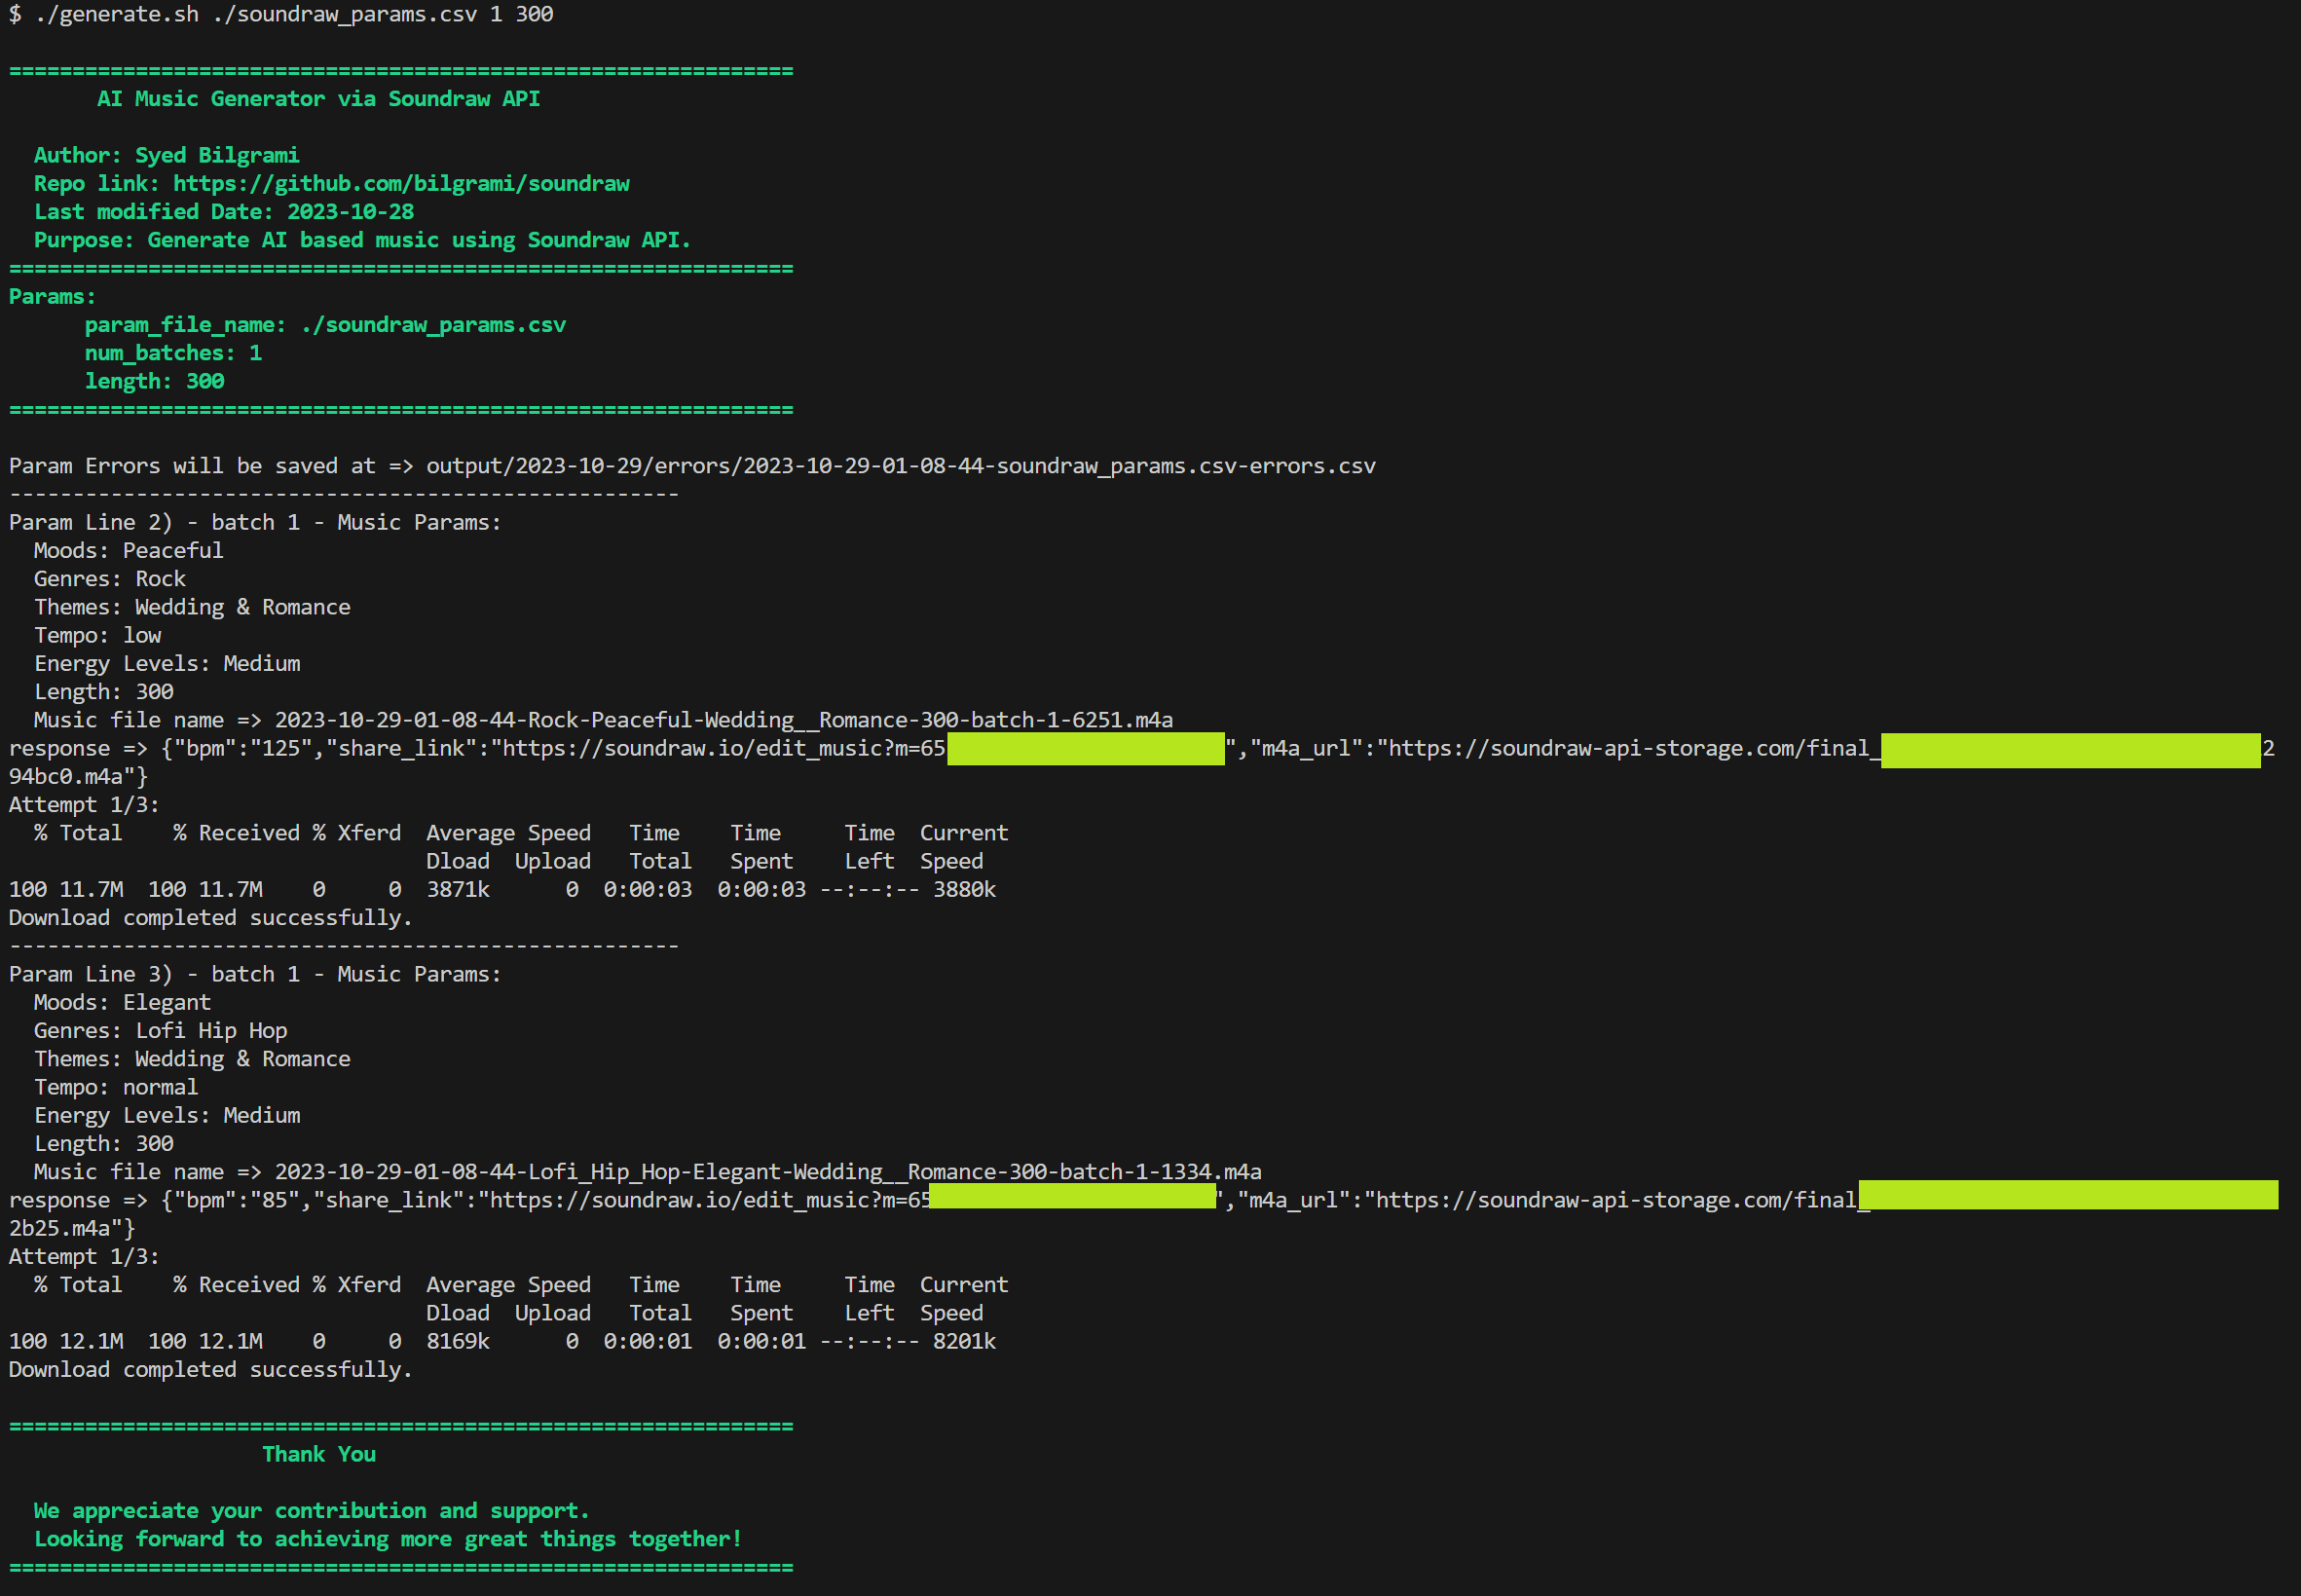 $ ./generate.sh ./soundraw_params.csv 1 300
==============================================================
AI Music Generator via Soundraw API
Author: Syed Bilgrami
Repo link: https://github.com/bilgrami/soundraw
Last modified Date: 2023-10-28
Purpose: Generate AI based music using Soundraw API.
==============================================================
Params:
param_file_name: ./soundraw_params.csv
num_batches: 1
length: 300
==============================================================
Param Errors will be saved at => output/2023-10-29/errors/2023-10-29-01-08-44-soundraw_params.csv-errors.csv
-----------------------------------------------------
Param Line 2) - batch 1 - Music Params:
Moods: Peaceful
Genres: Rock
Themes: Wedding & Romance
Tempo: low
Energy Levels: Medium
Length: 300
Music file name => 2023-10-29-01-08-44-Rock-Peaceful-Wedding__Romance-300-batch-1-6251.m4a
response => {"bpm":"125","share_link":"https://soundraw.io/edit_music?m=65 ","m4a_url":"https://soundraw-api-storage.com/final_ 2
94bc0.m4a"}
Attempt 1/3:
% Total % Received % Xferd Average Speed Time Time Time Current
Dload Upload Total Spent Left Speed
100 11.7M 100 11.7M 0 0 3871k 0 0:00:03 0:00:03 --:--:-- 3880k
Download completed successfully.
-----------------------------------------------------
Param Line 3) - batch 1 - Music Params:
Moods: Elegant
Genres: Lofi Hip Hop
Themes: Wedding & Romance
Tempo: normal
Energy Levels: Medium
Length: 300
Music file name => 2023-10-29-01-08-44-Lofi_Hip_Hop-Elegant-Wedding__Romance-300-batch-1-1334.m4a
response => {"bpm":"85","share_link":"https://soundraw.io/edit_music?m=65 ","m4a_url":"https://soundraw-api-storage.com/final_
2b25.m4a"}
Attempt 1/3:
% Total % Received % Xferd Average Speed Time Time Time Current
Dload Upload Total Spent Left Speed
100 12.1M 100 12.1M 0 0 8169k 0 0:00:01 0:00:01 --:--:-- 8201k
Download completed successfully.
==============================================================
Thank You
We appreciate your contribution and support.
Looking forward to achieving more great things together!
==============================================================